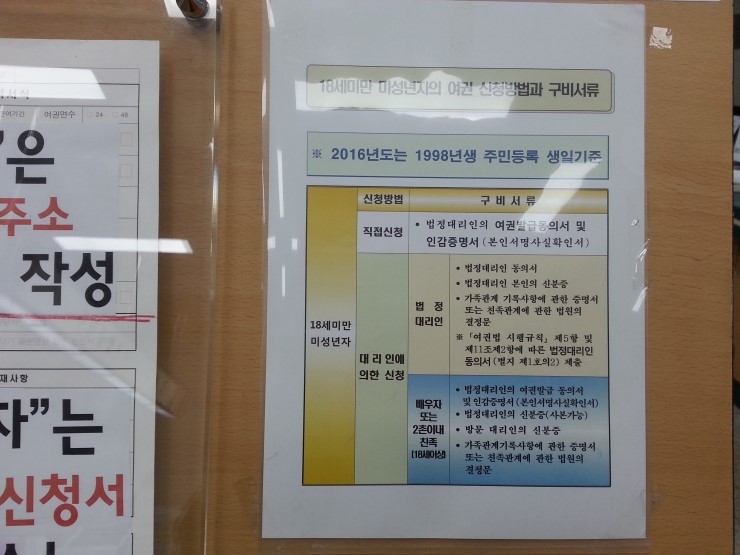 여권면수 24 48
은
주소
작성
재사항
자"는
신청서
18세미만 미성년자의 여권 신청방법과 구비서류
※ 2016년도는 1998년생 주민등록 생일기준
신청방법
구비서류
18세미만
미성년자
직접신청
• 법정대리인의 여권발급동의서 및
인감증명서(본인서명사실확인서)
대리인에
의한 신청
법 정
대리인
• 법정대리인 동의서
• 법정대리인 본인의 신분증
• 가족관계 기록사항에 관한 증명서
또는 친족관계에 관한 법원의
결정문
※「여권법 시행규칙」제5항 및
제11조제2항에 따른 법정대리인
동의서 (별지 제1호의2) 제출
배우자
또는
2촌이내
친족
(18세이상)
• 법정대리인의 여권발급 동의서
및 인감증명서(본인서명사실확인서)
• 법정대리인의 신분증(사본가능)
• 방문 대리인의 신분증
• 가족관계기록사항에 관한 증명서
또는 친족관계에 관한 법원의
결정문